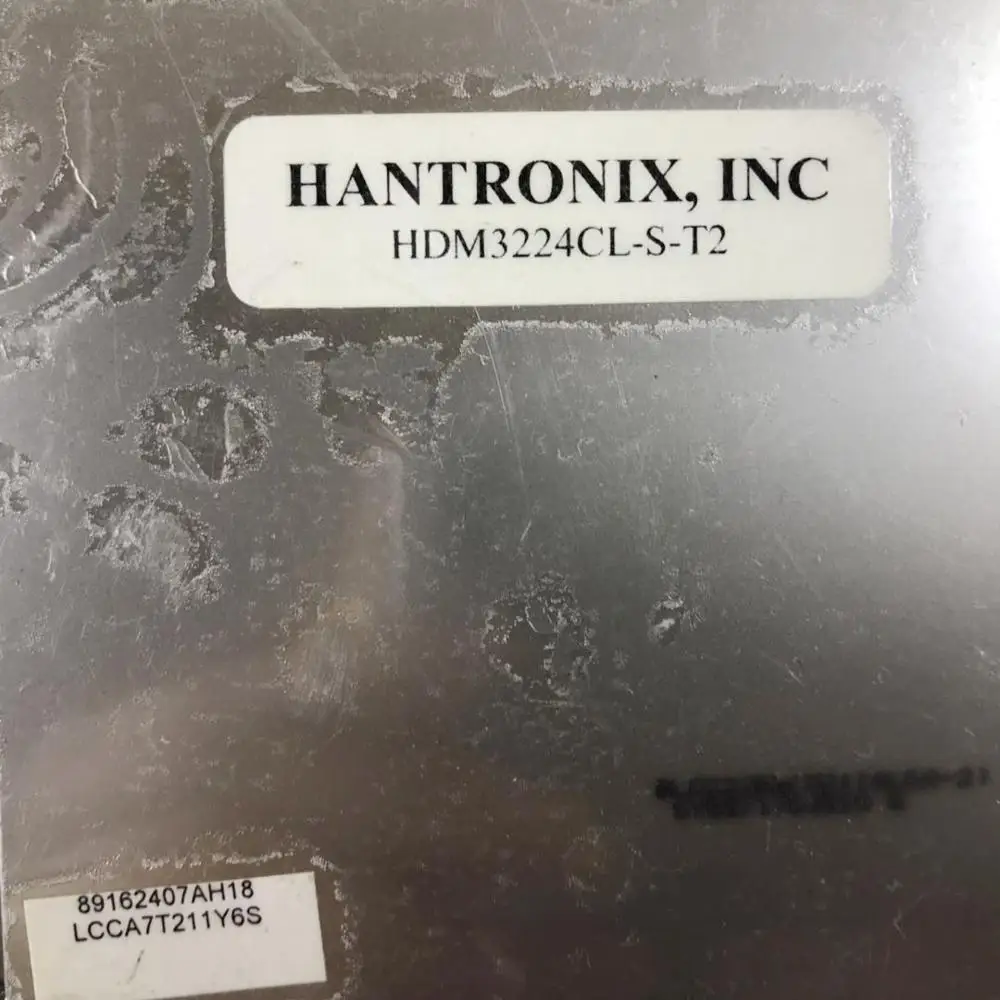 HANTRONIX, INC
HDM3224CL-S-T2
89162407AH18
LCCA7T211Y6S